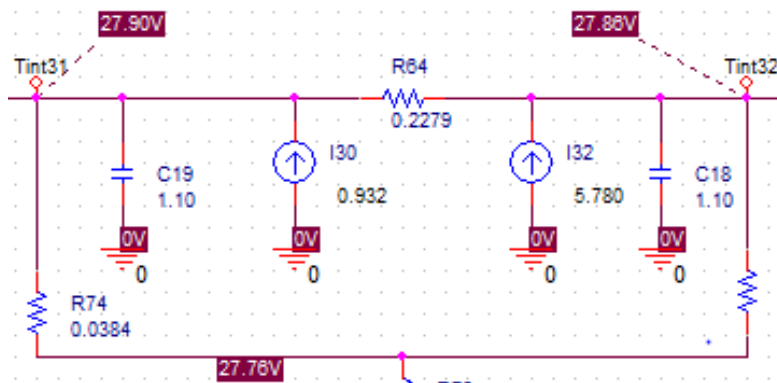 27.90V
27.86V
Tint31
R64
Tint32
0.2279
I30
I32
C19
1.10
0.932
5.780
C18
1.10
0V
0V
0V
0V
0
0
0
0
R74
0.0384
27.76V